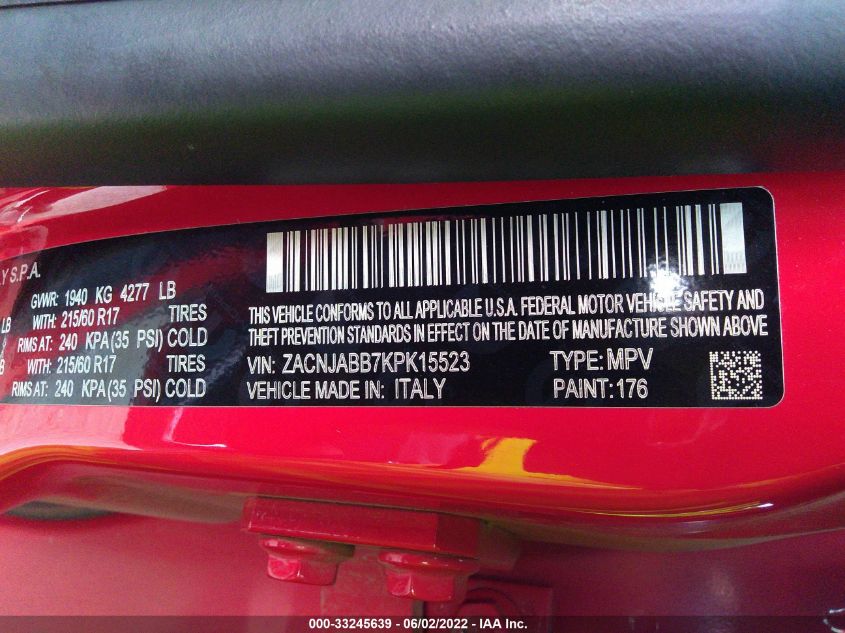 Y S.P.A.
GVWR: 1940 KG 4277 LB
LB WITH: 215/60 R17 TIRES
RIMS AT: 240 KPA(35 PSI) COLD
LB WITH: 215/60 R17 TIRES
RIMS AT: 240 KPA(35 PSI) COLD
THIS VEHICLE CONFORMS TO ALL APPLICABLE U.S.A. FEDERAL MOTOR VEHICLE SAFETY AND
THEFT PREVENTION STANDARDS IN EFFECT ON THE DATE OF MANUFACTURE SHOWN ABOVE
VIN: ZACNJABB7KPK15523 TYPE: MPV
VEHICLE MADE IN: ITALY PAINT: 176
000-33245639 - 06/02/2022 - IAA Inc.